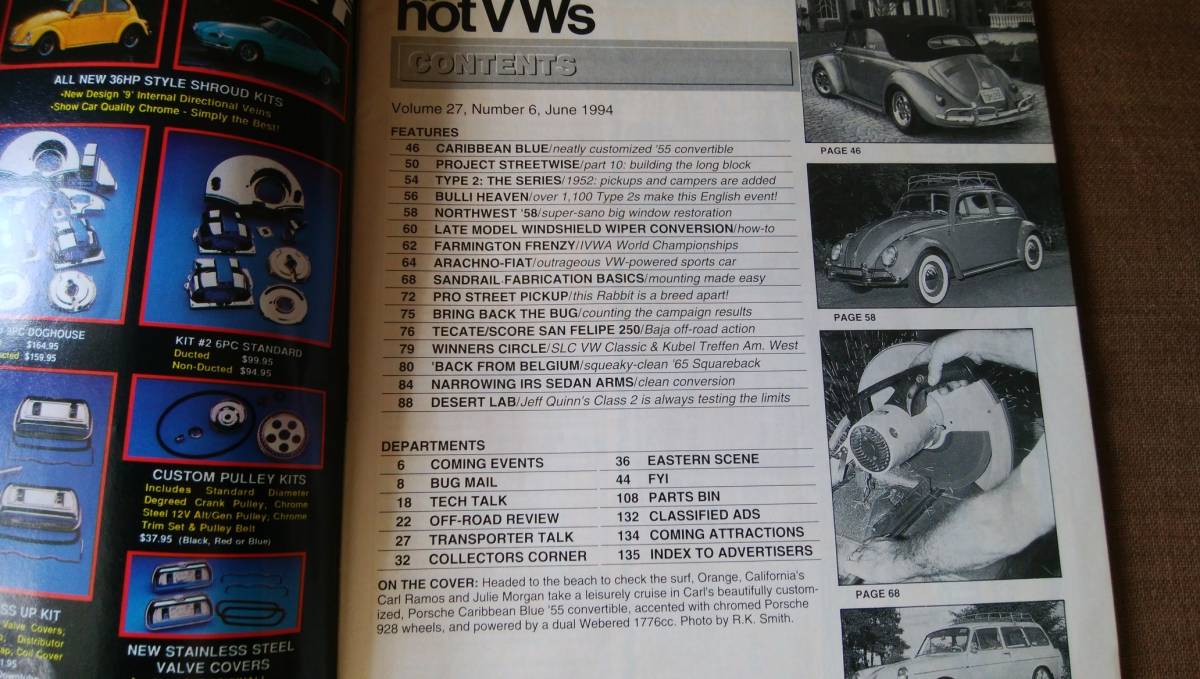 ALL NEW 36HP STYLE SHROUD KITS
-New Design '9' Internal Directional Veins
-Show Car Quality Chrome - Simply the Best!
9PC DOGHOUSE
$164.95
$159.95
KIT #2 6PC STANDARD
Ducted $99.95
Non-Ducted $94.95
CUSTOM PULLEY KITS
Includes Standard Diameter
Degreed Crank Pulley, Chrome
Steel 12V Alt/Gen Pulley, Chrome
Trim Set & Pulley Belt
$37.95 (Black, Red or Blue)
UP KIT
Valve Covers,
Distributor
Coil Cover
NEW STAINLESS STEEL
VALVE COVERS
hot VWs
CONTENTS
Volume 27, Number 6, June 1994
FEATURES
46 CARIBBEAN BLUE/neatly customized '55 convertible
50 PROJECT STREETWISE/part 10: building the long block
54 TYPE 2: THE SERIES/1952: pickups and campers are added
56 BULLI HEAVEN/over 1,100 Type 2s make this English event!
58 NORTHWEST '58/super-sano big window restoration
60 LATE MODEL WINDSHIELD WIPER CONVERSION/how-to
62 FARMINGTON FRENZY/IVWA World Championships
64 ARACHNO-FIAT/outrageous VW-powered sports car
68 SANDRAIL FABRICATION BASICS/mounting made easy
72 PRO STREET PICKUP/this Rabbit is a breed apart!
75 BRING BACK THE BUG/counting the campaign results
76 TECATE/SCORE SAN FELIPE 250/Baja off-road action
79 WINNERS CIRCLE/SLC VW Classic & Kubel Treffen Am. West
80 'BACK FROM BELGIUM/squeaky-clean '65 Squareback
84 NARROWING IRS SEDAN ARMS/clean conversion
88 DESERT LAB/Jeff Quinn's Class 2 is always testing the limits
DEPARTMENTS
6 COMING EVENTS
8 BUG MAIL
18 TECH TALK
22 OFF-ROAD REVIEW
27 TRANSPORTER TALK
32 COLLECTORS CORNER
36 EASTERN SCENE
44 FYI
108 PARTS BIN
132 CLASSIFIED ADS
134 COMING ATTRACTIONS
135 INDEX TO ADVERTISERS
ON THE COVER: Headed to the beach to check the surf, Orange, California's
Carl Ramos and Julie Morgan take a leisurely cruise in Carl's beautifully custom-
ized, Porsche Caribbean Blue '55 convertible, accented with chromed Porsche
928 wheels, and powered by a dual Webered 1776cc. Photo by R.K. Smith.
PAGE 46
PAGE 58
PAGE 68